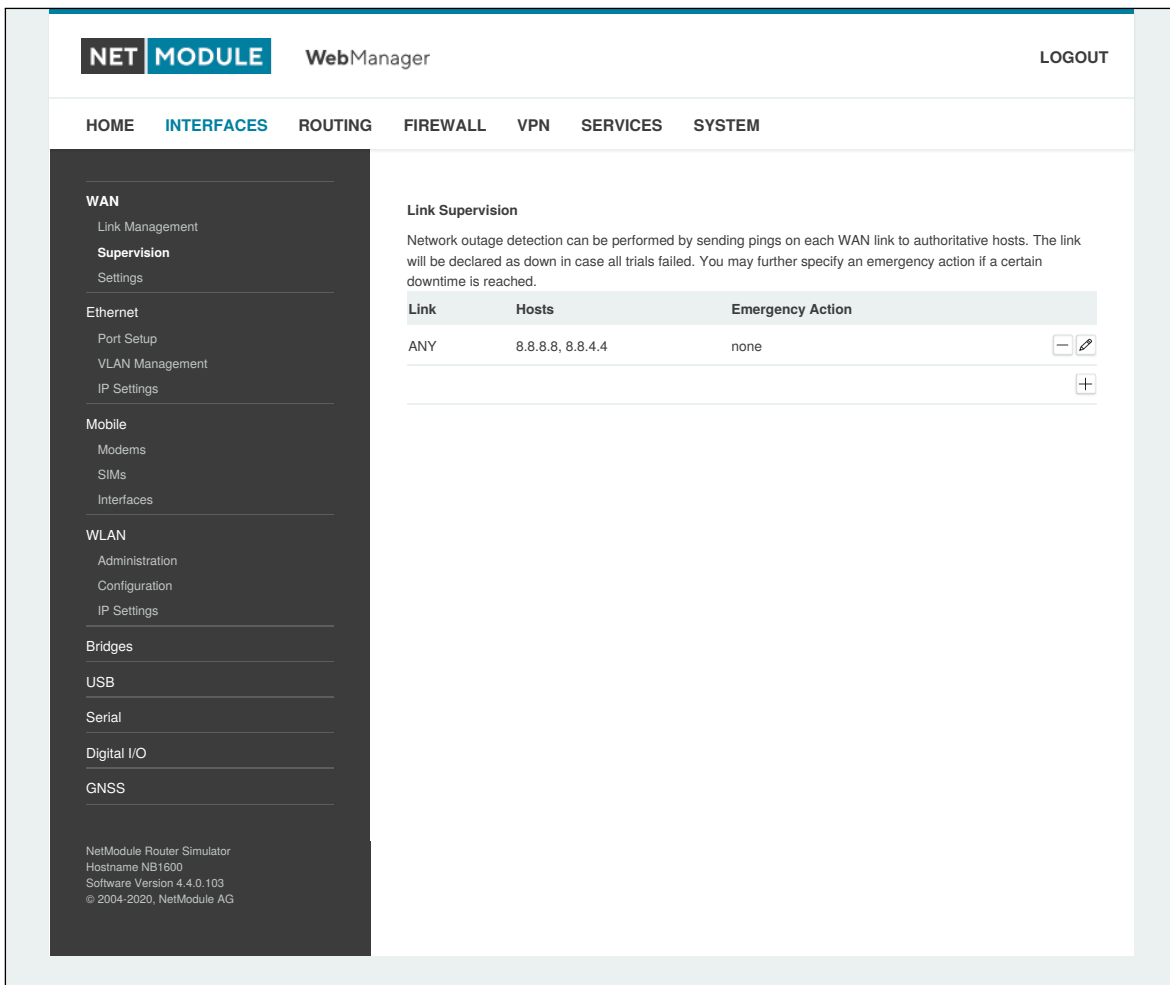 NET MODULE WebManager LOGOUT
HOME INTERFACES ROUTING FIREWALL VPN SERVICES SYSTEM
WAN
Link Management
Supervision
Settings
Ethernet
Port Setup
VLAN Management
IP Settings
Mobile
Modems
SIMs
Interfaces
WLAN
Administration
Configuration
IP Settings
Bridges
USB
Serial
Digital I/O
GNSS
NetModule Router Simulator
Hostname NB1600
Software Version 4.4.0.103
© 2004-2020, NetModule AG
Link Supervision
Network outage detection can be performed by sending pings on each WAN link to authoritative hosts. The link
will be declared as down in case all trials failed. You may further specify an emergency action if a certain
downtime is reached.
Link Hosts Emergency Action
ANY 8.8.8.8, 8.8.4.4 none